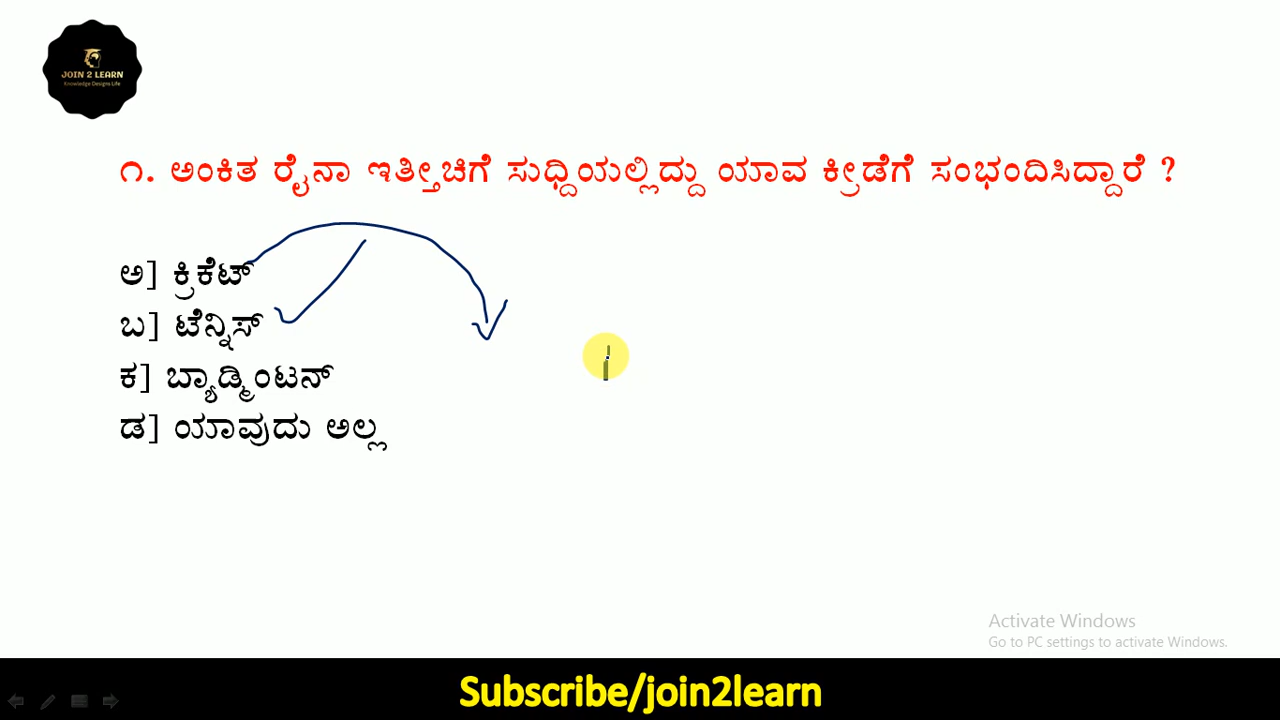 JOIN 2 LEARN
Knowledge Designs Life
೧. ಅಂಕಿತ ರೈನಾ ಇತ್ತೀಚಿಗೆ ಸುಧ್ದಿಯಲ್ಲಿದ್ದು ಯಾವ ಕ್ರೀಡೆಗೆ ಸಂಭಂದಿಸಿದ್ದಾರೆ ?
ಅ] ಕ್ರಿಕೆಟ್
ಬ] ಟೆನ್ನಿಸ್
ಕ] ಬ್ಯಾಡ್ಮಿಂಟನ್
ಡ] ಯಾವುದು ಅಲ್ಲ
Activate Windows
Go to PC settings to activate Windows.
Subscribe/join2learn